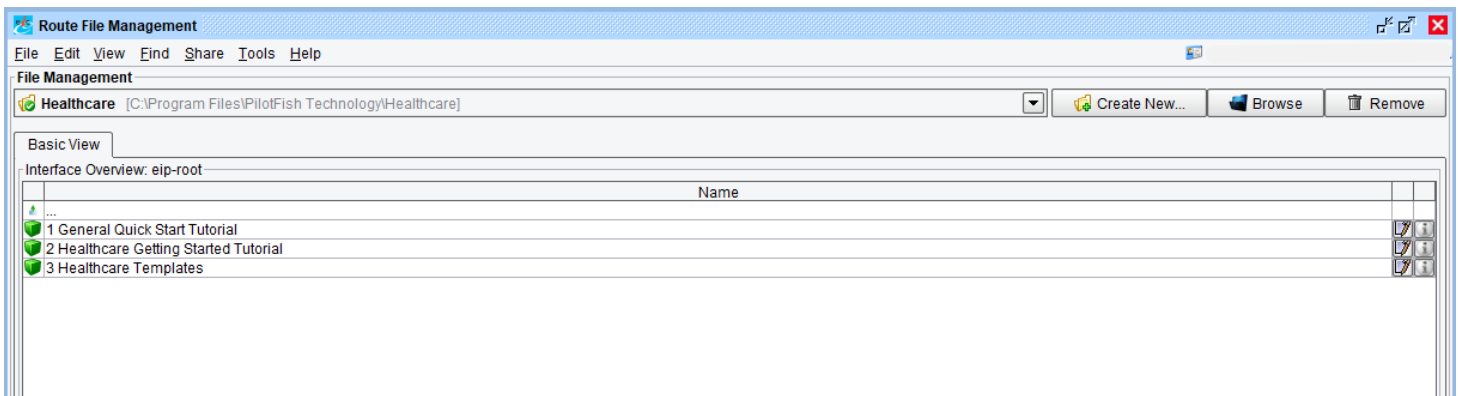 Route File Management
File Edit View Find Share Tools Help
File Management
Healthcare [C:\Program Files\PilotFish Technology\Healthcare] Create New... Browse Remove
Basic View
Interface Overview: eip-root
Name
...
1 General Quick Start Tutorial
2 Healthcare Getting Started Tutorial
3 Healthcare Templates